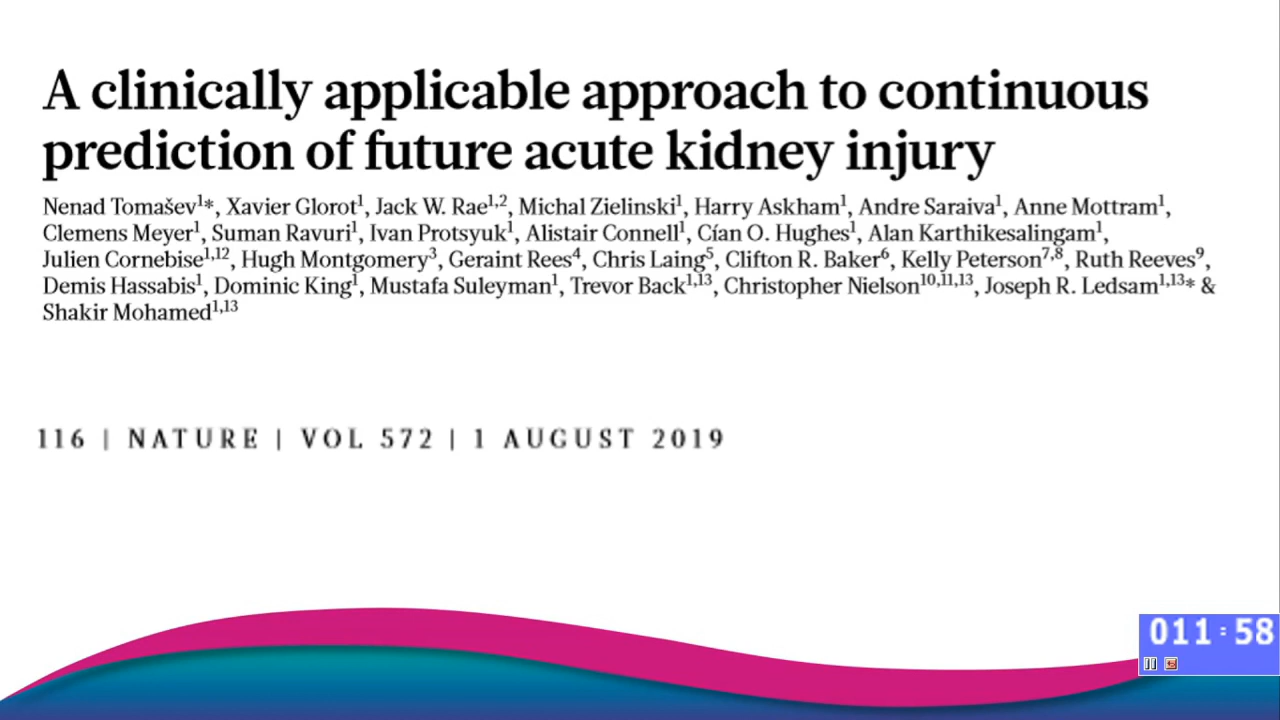 A clinically applicable approach to continuous
prediction of future acute kidney injury
Nenad Tomašev1*, Xavier Glorot1, Jack W. Rae1,2, Michal Zielinski1, Harry Askham1, Andre Saraiva1, Anne Mottram1,
Clemens Meyer1, Suman Ravuri1, Ivan Protsyuk1, Alistair Connell1, Cían O. Hughes1, Alan Karthikesalingam1,
Julien Cornebise1,12, Hugh Montgomery3, Geraint Rees4, Chris Laing5, Clifton R. Baker6, Kelly Peterson7,8, Ruth Reeves9,
Demis Hassabis1, Dominic King1, Mustafa Suleyman1, Trevor Back1,13, Christopher Nielson10,11,13, Joseph R. Ledsam1,13* &
Shakir Mohamed1,13
116 | NATURE | VOL 572 | 1 AUGUST 2019
011:58